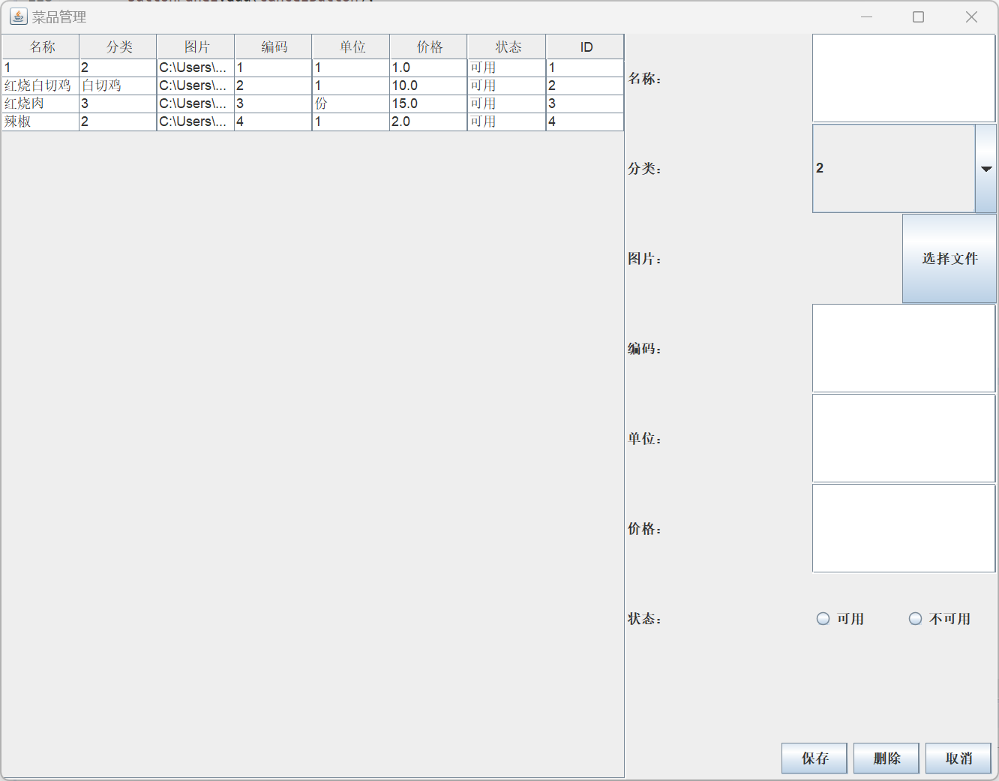 菜品管理
名称 分类 图片 编码 单位 价格 状态 ID
1 2 C:\Users\... 1 1 1.0 可用 1
红烧白切鸡 白切鸡 C:\Users\... 2 1 10.0 可用 2
红烧肉 3 C:\Users\... 3 份 15.0 可用 3
辣椒 2 C:\Users\... 4 1 2.0 可用 4
名称：
分类： 2
图片： 选择文件
编码：
单位：
价格：
状态： 可用 不可用
保存 删除 取消